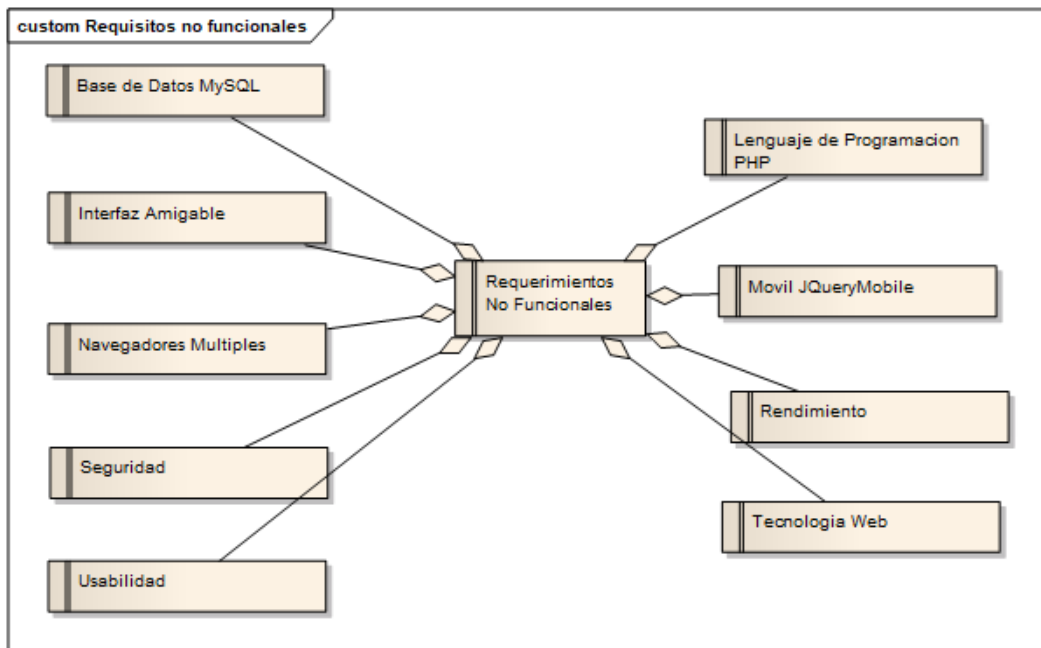 custom Requisitos no funcionales
Base de Datos MySQL
Interfaz Amigable
Navegadores Multiples
Seguridad
Usabilidad
Requerimientos
No Funcionales
Lenguaje de Programacion
PHP
Movil JQueryMobile
Rendimiento
Tecnologia Web